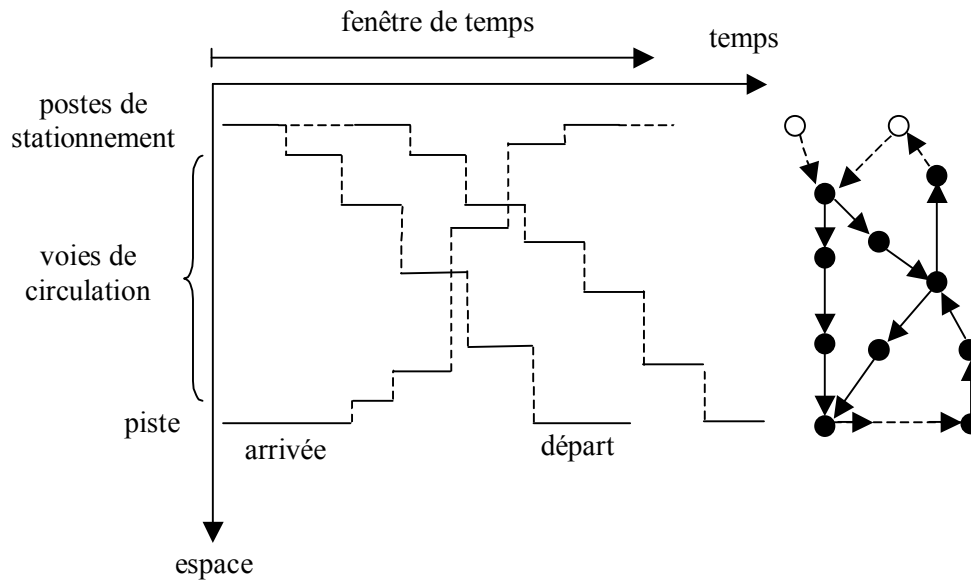 fenêtre de temps
temps
postes de
stationnement
voies de
circulation
piste
arrivée
départ
espace